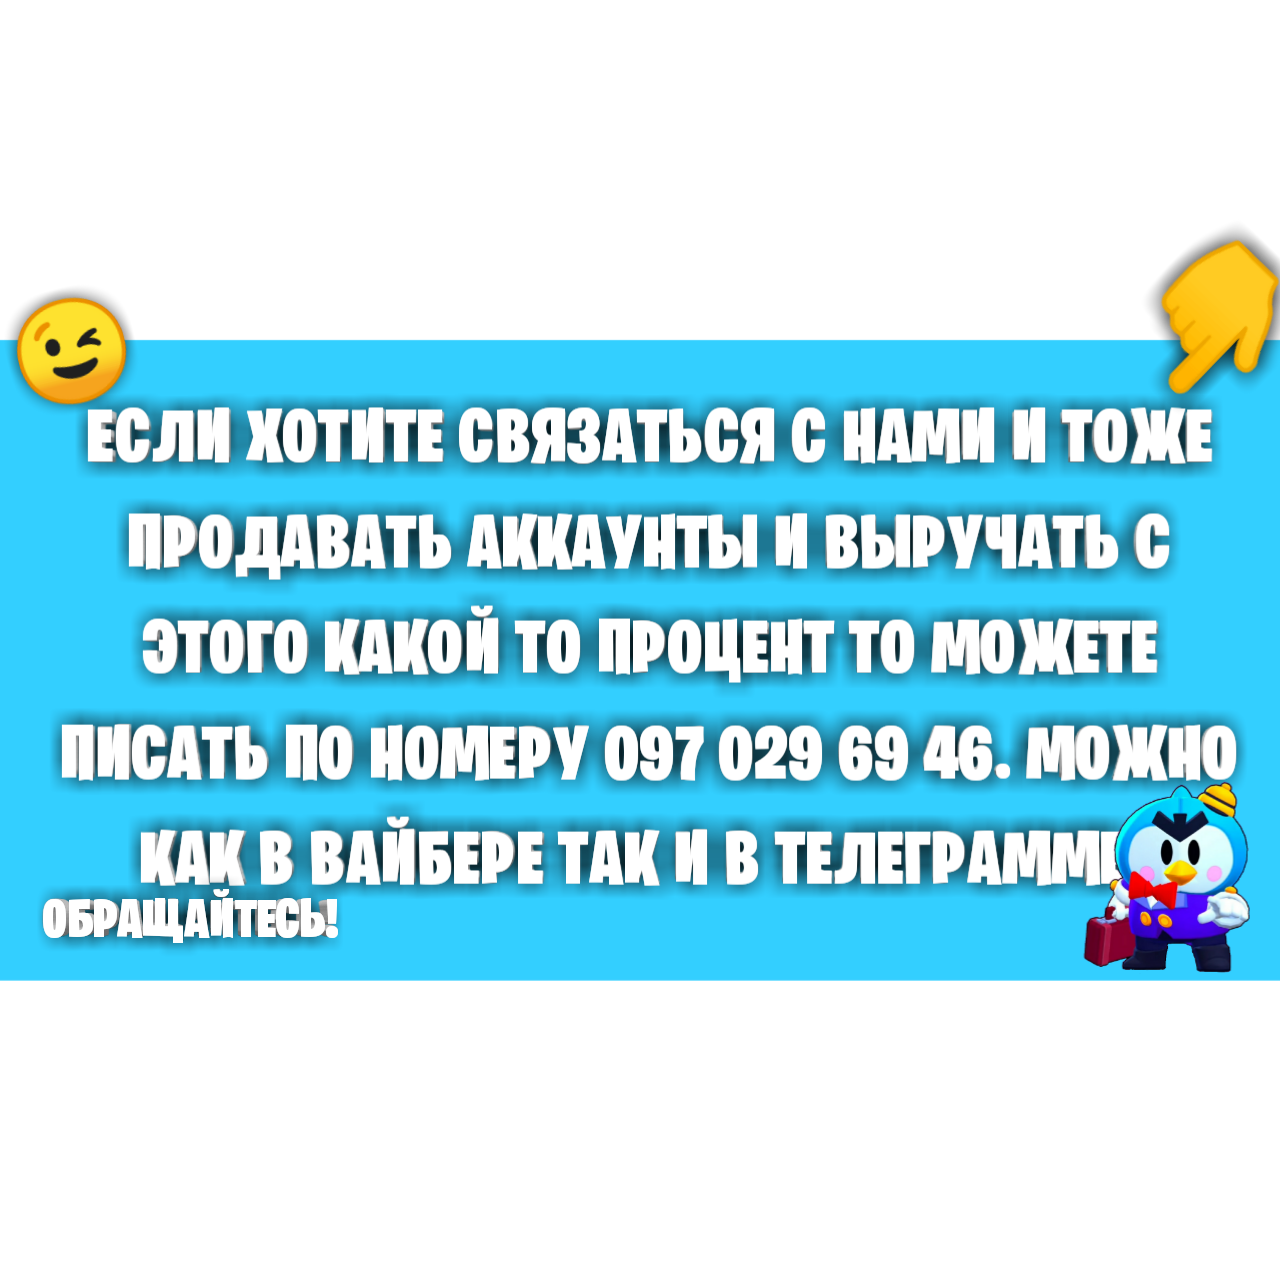 ЕСЛИ ХОТИТЕ СВЯЗАТЬСЯ С НАМИ И ТОЖЕ
ПРОДАВАТЬ АККАУНТЫ И ВЫРУЧАТЬ С
ЭТОГО КАКОЙ ТО ПРОЦЕНТ ТО МОЖЕТЕ
ПИСАТЬ ПО НОМЕРУ 097 029 69 46. МОЖНО
КАК В ВАЙБЕРЕ ТАК И В ТЕЛЕГРАММЕ
ОБРАЩАЙТЕСЬ!